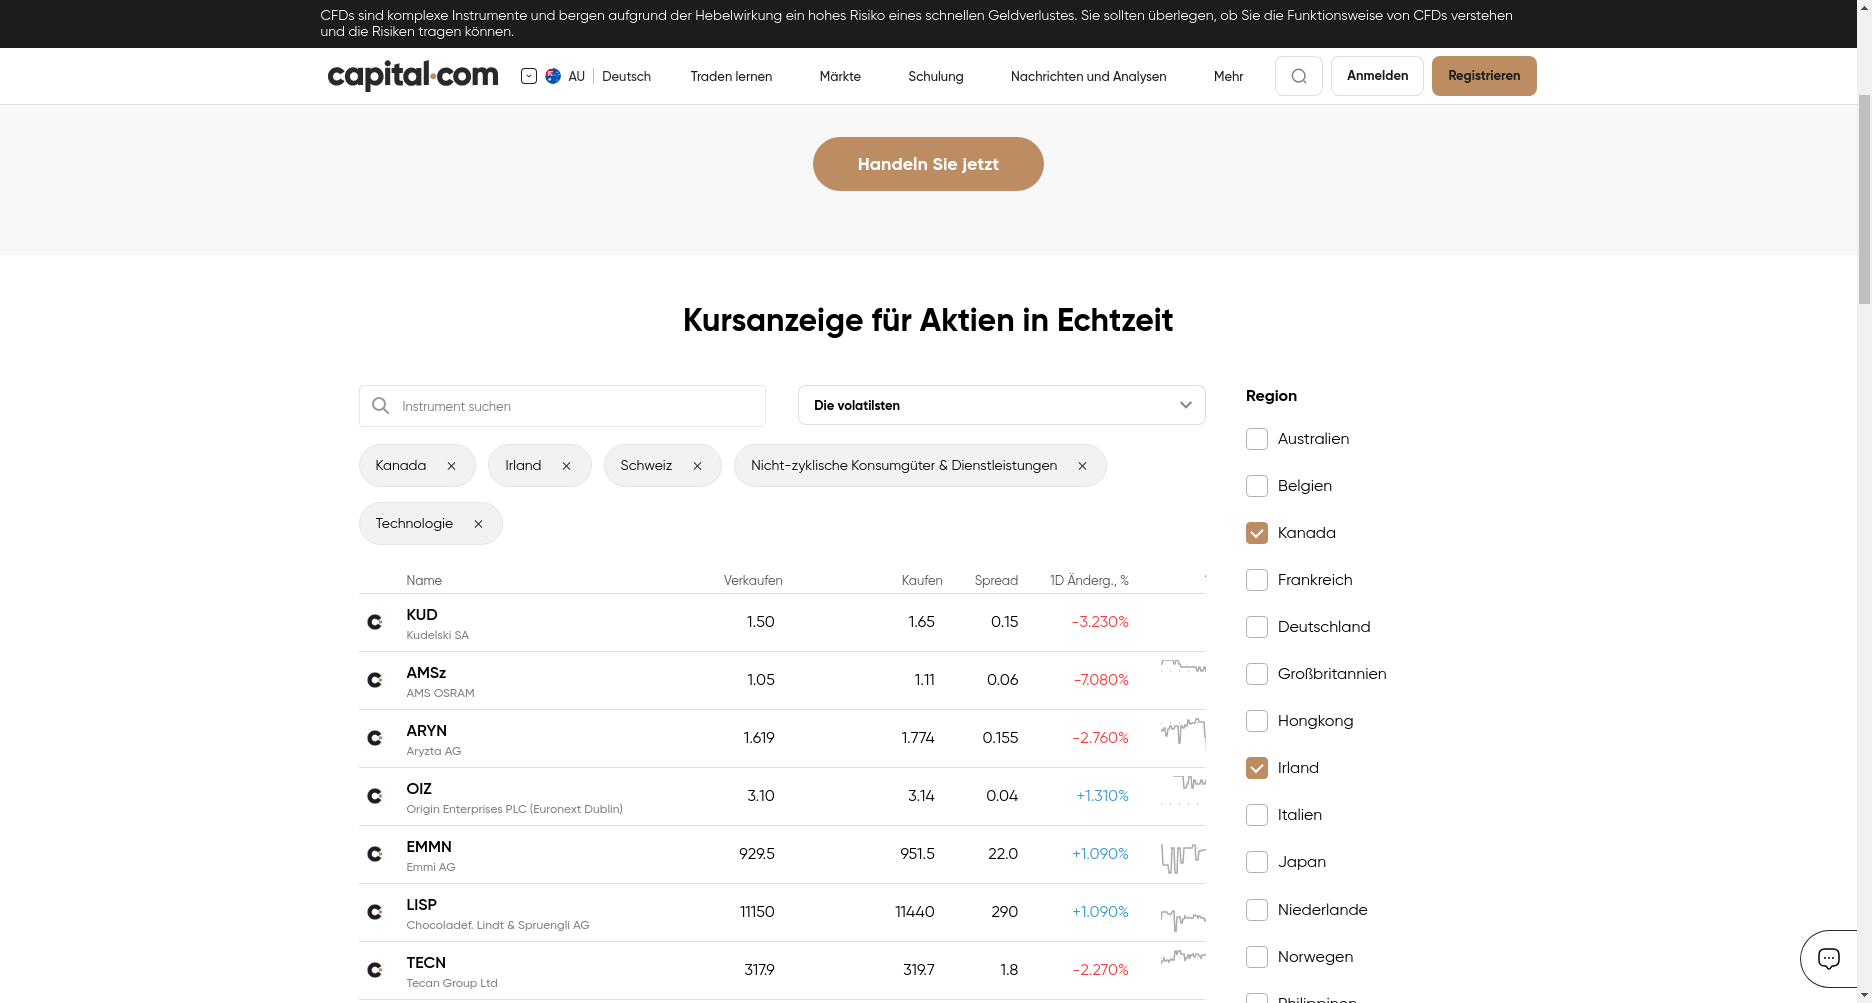 CFDs sind komplexe Instrumente und bergen aufgrund der Hebelwirkung ein hohes Risiko eines schnellen Geldverlustes. Sie sollten überlegen, ob Sie die Funktionsweise von CFDs verstehen
und die Risiken tragen können.
capital.com AU Deutsch Traden lernen Märkte Schulung Nachrichten und Analysen Mehr Anmelden Registrieren
Handeln Sie jetzt
Kursanzeige für Aktien in Echtzeit
Instrument suchen
Die volatilsten
Kanada × Irland × Schweiz × Nicht-zyklische Konsumgüter & Dienstleistungen ×
Technologie ×
Name Verkaufen Kaufen Spread 1D Änderg., %
KUD 1.50 1.65 0.15 -3.230%
Kudelski SA
AMSz 1.05 1.11 0.06 -7.080%
AMS OSRAM
ARYN 1.619 1.774 0.155 -2.760%
Aryzta AG
OIZ 3.10 3.14 0.04 +1.310%
Origin Enterprises PLC (Euronext Dublin)
EMMN 929.5 951.5 22.0 +1.090%
Emmi AG
LISP 11150 11440 290 +1.090%
Chocoladef. Lindt & Spruengli AG
TECN 317.9 319.7 1.8 -2.270%
Tecan Group Ltd
Region
Australien
Belgien
Kanada
Frankreich
Deutschland
Großbritannien
Hongkong
Irland
Italien
Japan
Niederlande
Norwegen
Philippinen